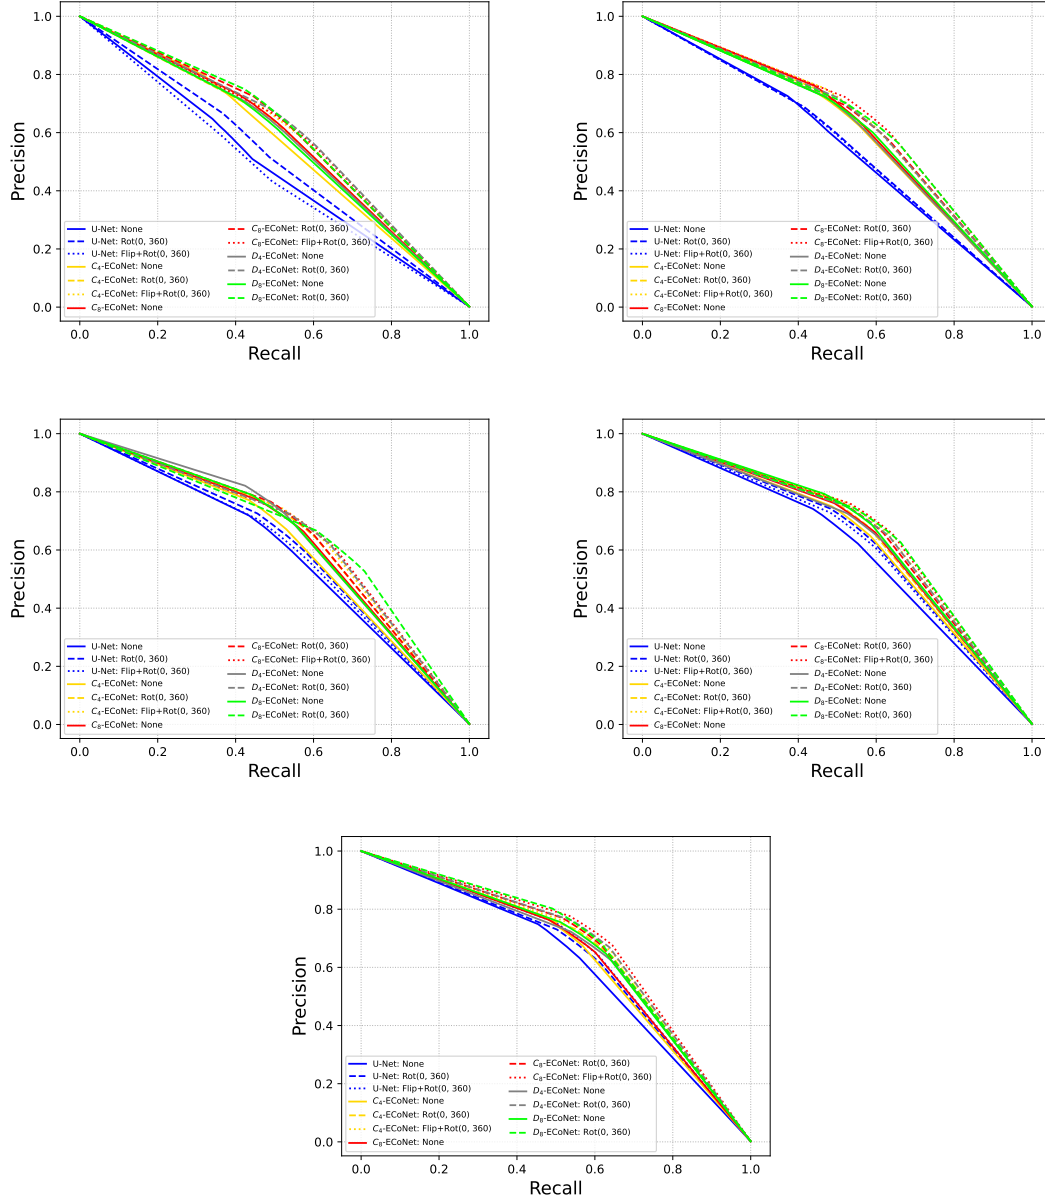 1.0
0.8
0.6
0.4
0.2
0.0
Precision
U-Net: None
U-Net: Rot(0, 360)
U-Net: Flip+Rot(0, 360)
C₄-ECoNet: None
C₄-ECoNet: Rot(0, 360)
C₄-ECoNet: Flip+Rot(0, 360)
C₈-ECoNet: None
C₈-ECoNet: Rot(0, 360)
C₈-ECoNet: Flip+Rot(0, 360)
D₄-ECoNet: None
D₄-ECoNet: Rot(0, 360)
D₈-ECoNet: None
D₈-ECoNet: Rot(0, 360)
0.0 0.2 0.4 0.6 0.8 1.0
Recall
1.0
0.8
0.6
0.4
0.2
0.0
Precision
U-Net: None
U-Net: Rot(0, 360)
U-Net: Flip+Rot(0, 360)
C₄-ECoNet: None
C₄-ECoNet: Rot(0, 360)
C₄-ECoNet: Flip+Rot(0, 360)
C₈-ECoNet: None
C₈-ECoNet: Rot(0, 360)
C₈-ECoNet: Flip+Rot(0, 360)
D₄-ECoNet: None
D₄-ECoNet: Rot(0, 360)
D₈-ECoNet: None
D₈-ECoNet: Rot(0, 360)
0.0 0.2 0.4 0.6 0.8 1.0
Recall
1.0
0.8
0.6
0.4
0.2
0.0
Precision
U-Net: None
U-Net: Rot(0, 360)
U-Net: Flip+Rot(0, 360)
C₄-ECoNet: None
C₄-ECoNet: Rot(0, 360)
C₄-ECoNet: Flip+Rot(0, 360)
C₈-ECoNet: None
C₈-ECoNet: Rot(0, 360)
C₈-ECoNet: Flip+Rot(0, 360)
D₄-ECoNet: None
D₄-ECoNet: Rot(0, 360)
D₈-ECoNet: None
D₈-ECoNet: Rot(0, 360)
0.0 0.2 0.4 0.6 0.8 1.0
Recall
1.0
0.8
0.6
0.4
0.2
0.0
Precision
U-Net: None
U-Net: Rot(0, 360)
U-Net: Flip+Rot(0, 360)
C₄-ECoNet: None
C₄-ECoNet: Rot(0, 360)
C₄-ECoNet: Flip+Rot(0, 360)
C₈-ECoNet: None
C₈-ECoNet: Rot(0, 360)
C₈-ECoNet: Flip+Rot(0, 360)
D₄-ECoNet: None
D₄-ECoNet: Rot(0, 360)
D₈-ECoNet: None
D₈-ECoNet: Rot(0, 360)
0.0 0.2 0.4 0.6 0.8 1.0
Recall
1.0
0.8
0.6
0.4
0.2
0.0
Precision
U-Net: None
U-Net: Rot(0, 360)
U-Net: Flip+Rot(0, 360)
C₄-ECoNet: None
C₄-ECoNet: Rot(0, 360)
C₄-ECoNet: Flip+Rot(0, 360)
C₈-ECoNet: None
C₈-ECoNet: Rot(0, 360)
C₈-ECoNet: Flip+Rot(0, 360)
D₄-ECoNet: None
D₄-ECoNet: Rot(0, 360)
D₈-ECoNet: None
D₈-ECoNet: Rot(0, 360)
0.0 0.2 0.4 0.6 0.8 1.0
Recall